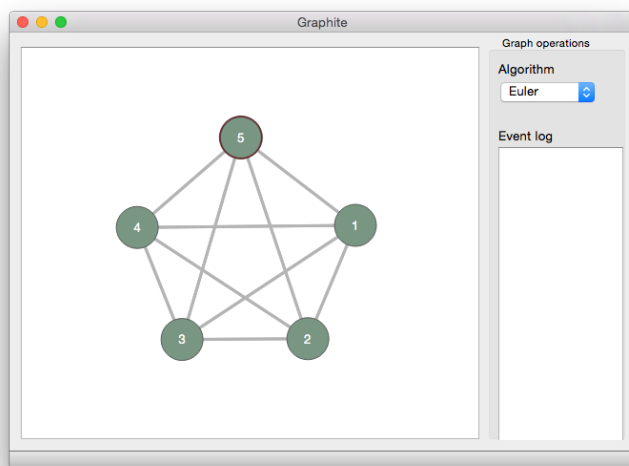 Graphite
Graph operations
Algorithm
Euler
Event log
5
4
1
3
2